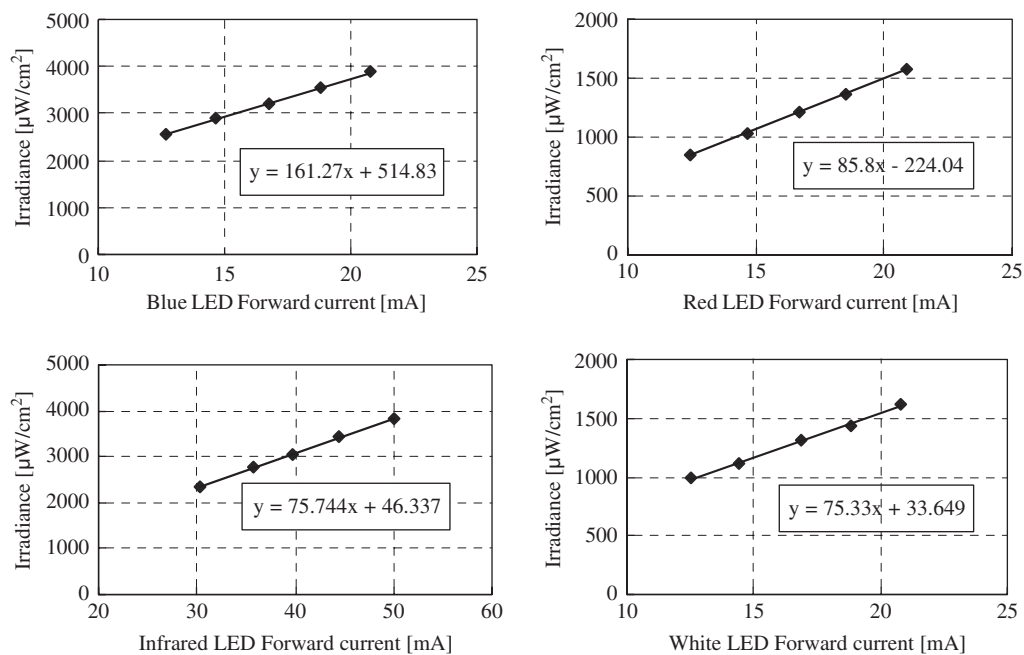 Irradiance [µW/cm²]
5000
4000
3000
2000
1000
0
y = 161.27x + 514.83
10 15 20 25
Blue LED Forward current [mA]
Irradiance [µW/cm²]
2000
1500
1000
500
0
y = 85.8x - 224.04
10 15 20 25
Red LED Forward current [mA]
Irradiance [µW/cm²]
5000
4000
3000
2000
1000
0
y = 75.744x + 46.337
20 30 40 50 60
Infrared LED Forward current [mA]
Irradiance [µW/cm²]
2000
1500
1000
500
0
y = 75.33x + 33.649
10 15 20 25
White LED Forward current [mA]